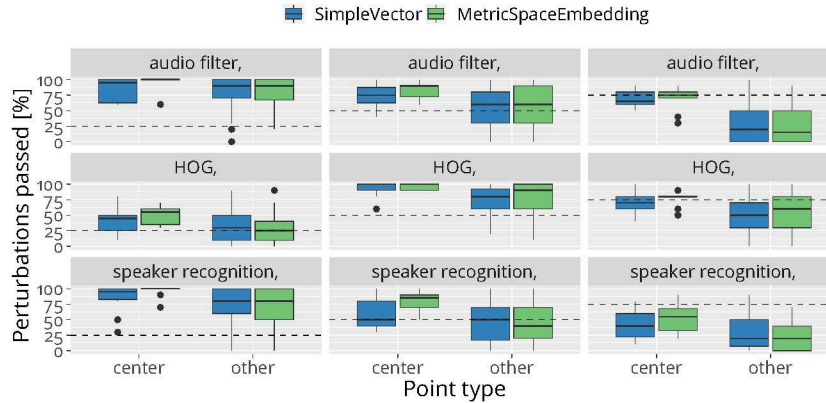 SimpleVector MetricSpaceEmbedding
audio filter, audio filter, audio filter,
100
75
50
25
0
HOG, HOG, HOG,
100
75
50
25
0
speaker recognition, speaker recognition, speaker recognition,
100
75
50
25
0
Perturbations passed [%]
center other center other center other
Point type